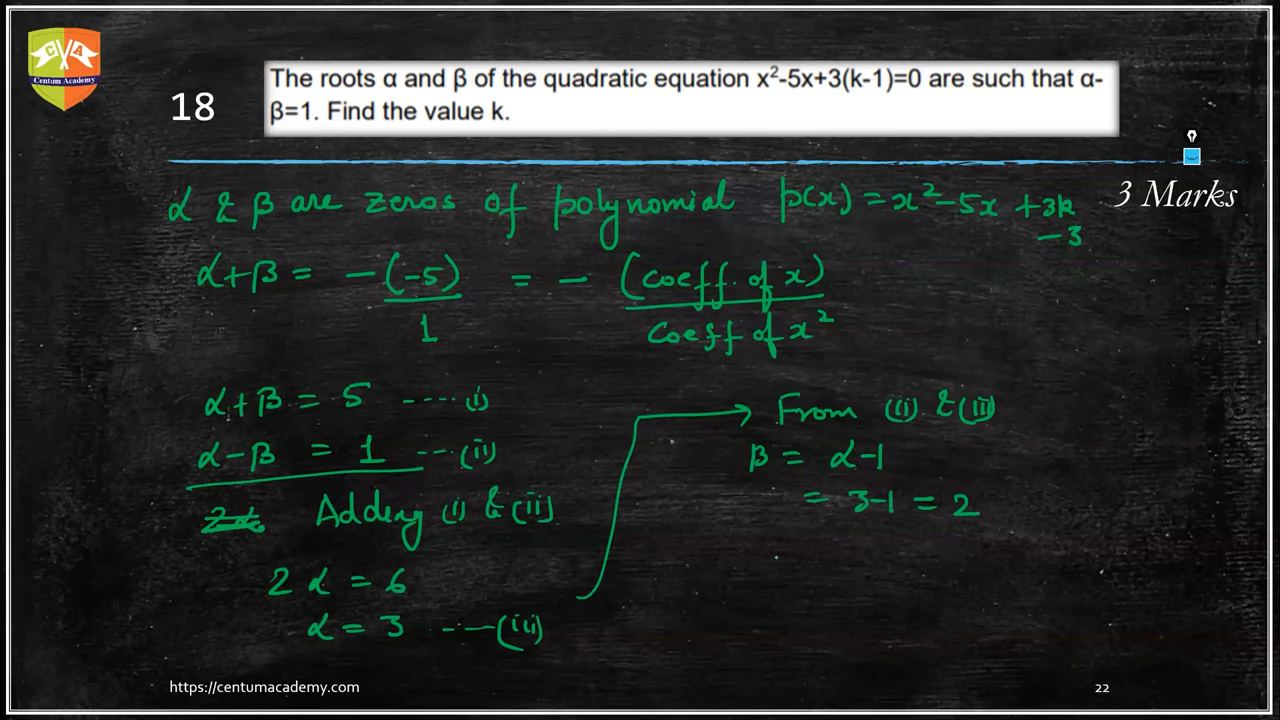 C A
Centum Academy
18
The roots α and β of the quadratic equation x²-5x+3(k-1)=0 are such that α-
β=1. Find the value k.
3 Marks
α & β are zeros of polynomial p(x) = x² - 5x + 3k
- 3
α+β = -(-5)/1 = - (coeff. of x)/coeff of x²
α+β = 5 ----(i)
α-β = 1 ---(ii)
Adding (i) & (ii)
2α = 6
α = 3 ----(iii)
From (ii) & (iii)
β = α-1
= 3-1 = 2
https://centumacademy.com
22